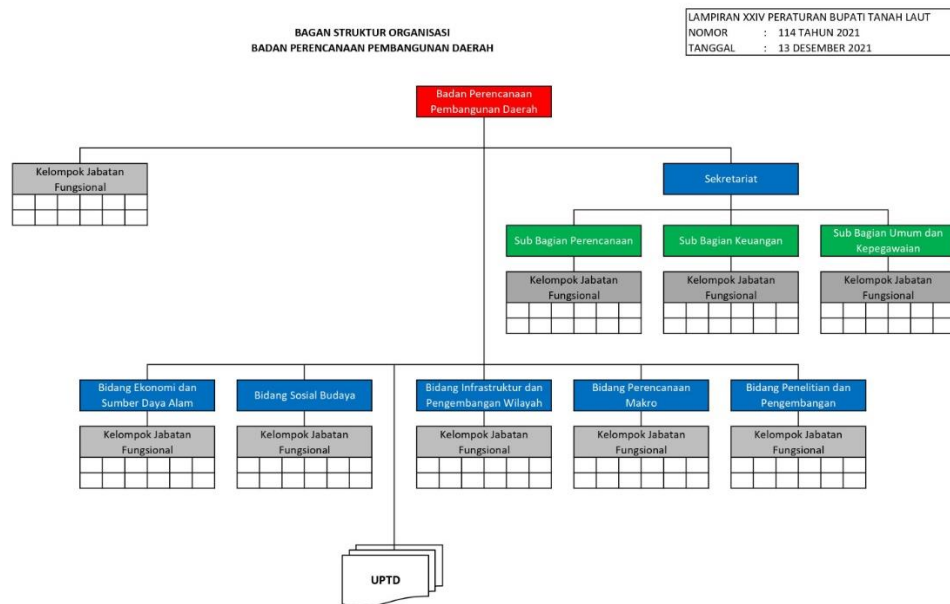 LAMPIRAN XXIV PERATURAN BUPATI TANAH LAUT
NOMOR : 114 TAHUN 2021
TANGGAL : 13 DESEMBER 2021
BAGAN STRUKTUR ORGANISASI
BADAN PERENCANAAN PEMBANGUNAN DAERAH
Badan Perencanaan
Pembangunan Daerah
Kelompok Jabatan
Fungsional
Sekretariat
Sub Bagian Perencanaan
Sub Bagian Keuangan
Sub Bagian Umum dan
Kepegawaian
Kelompok Jabatan
Fungsional
Kelompok Jabatan
Fungsional
Kelompok Jabatan
Fungsional
Bidang Ekonomi dan
Sumber Daya Alam
Bidang Sosial Budaya
Bidang Infrastruktur dan
Pengembangan Wilayah
Bidang Perencanaan
Makro
Bidang Penelitian dan
Pengembangan
Kelompok Jabatan
Fungsional
Kelompok Jabatan
Fungsional
Kelompok Jabatan
Fungsional
Kelompok Jabatan
Fungsional
Kelompok Jabatan
Fungsional
UPTD